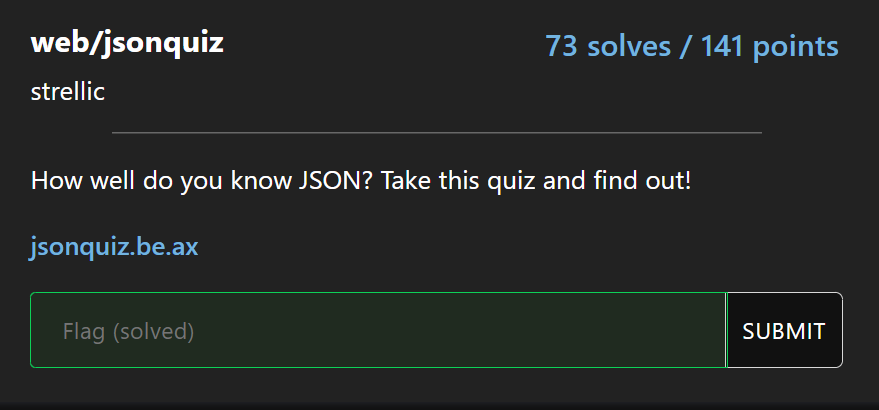 web/jsonquiz
73 solves / 141 points
strellic
How well do you know JSON? Take this quiz and find out!
jsonquiz.be.ax
Flag (solved)
SUBMIT